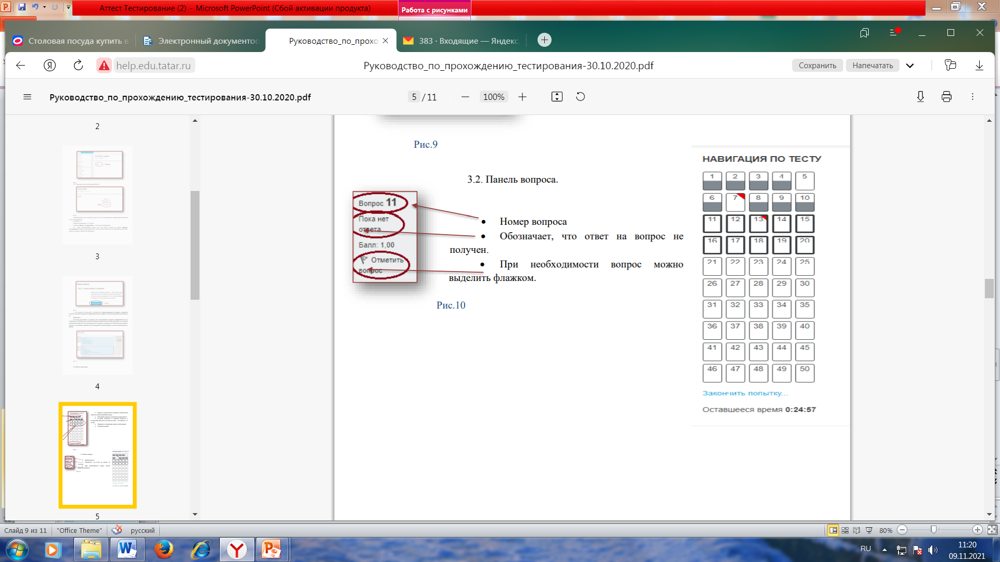 Аттест Тестирование (2) - Microsoft PowerPoint (Сбой активации продукта)
Работа с рисунками
Столовая посуда купить в
Электронный документоо
Руководство_по_прохо
383 · Входящие — Яндекс
help.edu.tatar.ru
Руководство_по_прохождению_тестирования-30.10.2020.pdf
Сохранить
Напечатать
Руководство_по_прохождению_тестирования-30.10.2020.pdf
5 / 11
100%
2
3
4
5
Рис.9
3.2. Панель вопроса.
Вопрос 11
Пока нет
ответа
Балл: 1,00
Отметить
вопрос
• Номер вопроса
• Обозначает, что ответ на вопрос не
получен.
• При необходимости вопрос можно
выделить флажком.
Рис.10
НАВИГАЦИЯ ПО ТЕСТУ
1 2 3 4 5
6 7 8 9 10
11 12 13 14 15
16 17 18 19 20
21 22 23 24 25
26 27 28 29 30
31 32 33 34 35
36 37 38 39 40
41 42 43 44 45
46 47 48 49 50
Закончить попытку...
Оставшееся время 0:24:57
Слайд 9 из 11
"Office Theme"
русский
80%
RU
11:20
09.11.2021